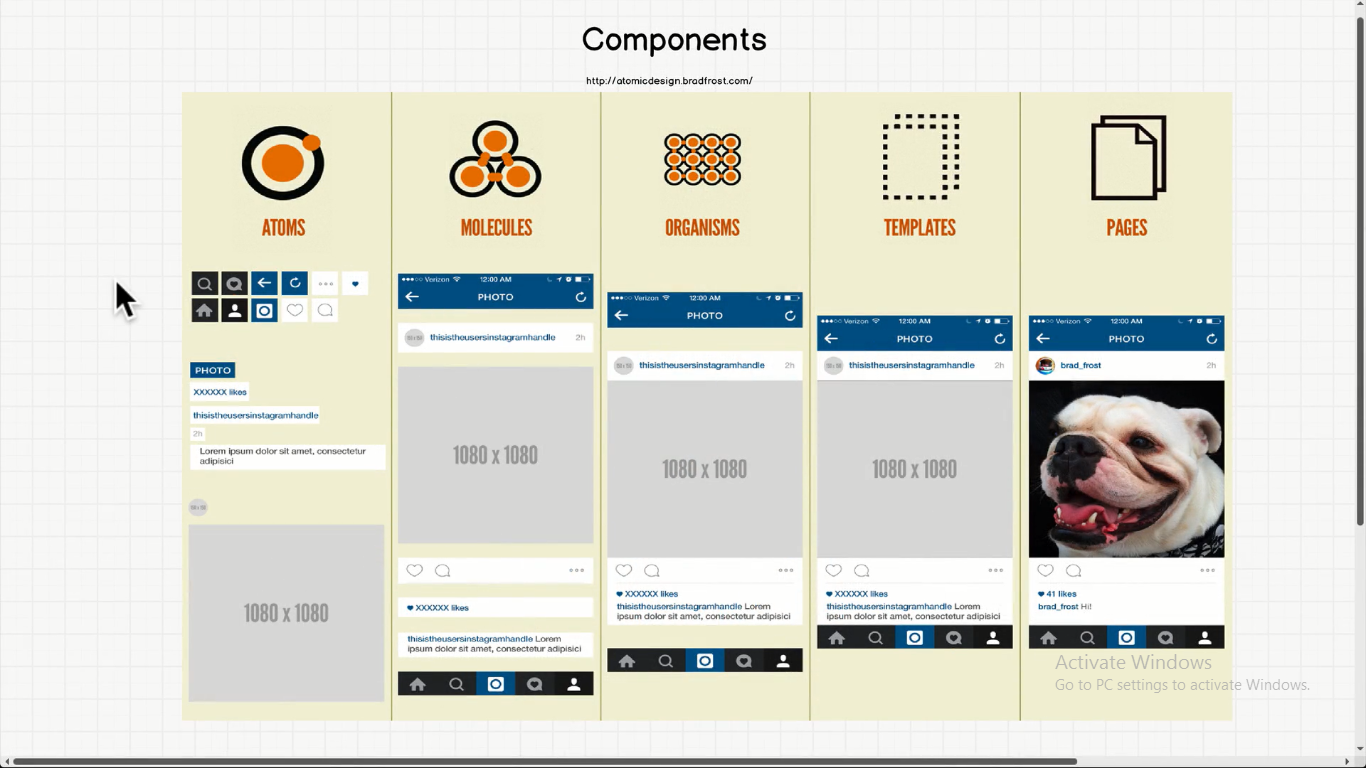 Components
http://atomicdesign.bradfrost.com/
ATOMS
MOLECULES
ORGANISMS
TEMPLATES
PAGES
PHOTO
XXXXXX likes
thisistheusersinstagramhandle
2h
Lorem ipsum dolor sit amet, consectetur
adipisici
1080 x 1080
Verizon 12:00 AM
PHOTO
thisistheusersinstagramhandle 2h
1080 x 1080
XXXXXX likes
thisistheusersinstagramhandle Lorem
ipsum dolor sit amet, consectetur adipisici
Verizon 12:00 AM
PHOTO
thisistheusersinstagramhandle 2h
1080 x 1080
XXXXXX likes
thisistheusersinstagramhandle Lorem
ipsum dolor sit amet, consectetur adipisici
Verizon 12:00 AM
PHOTO
thisistheusersinstagramhandle 2h
1080 x 1080
XXXXXX likes
thisistheusersinstagramhandle Lorem
ipsum dolor sit amet, consectetur adipisici
Verizon 12:00 AM
PHOTO
brad_frost 2h
41 likes
brad_frost Hi!
Activate Windows
Go to PC settings to activate Windows.